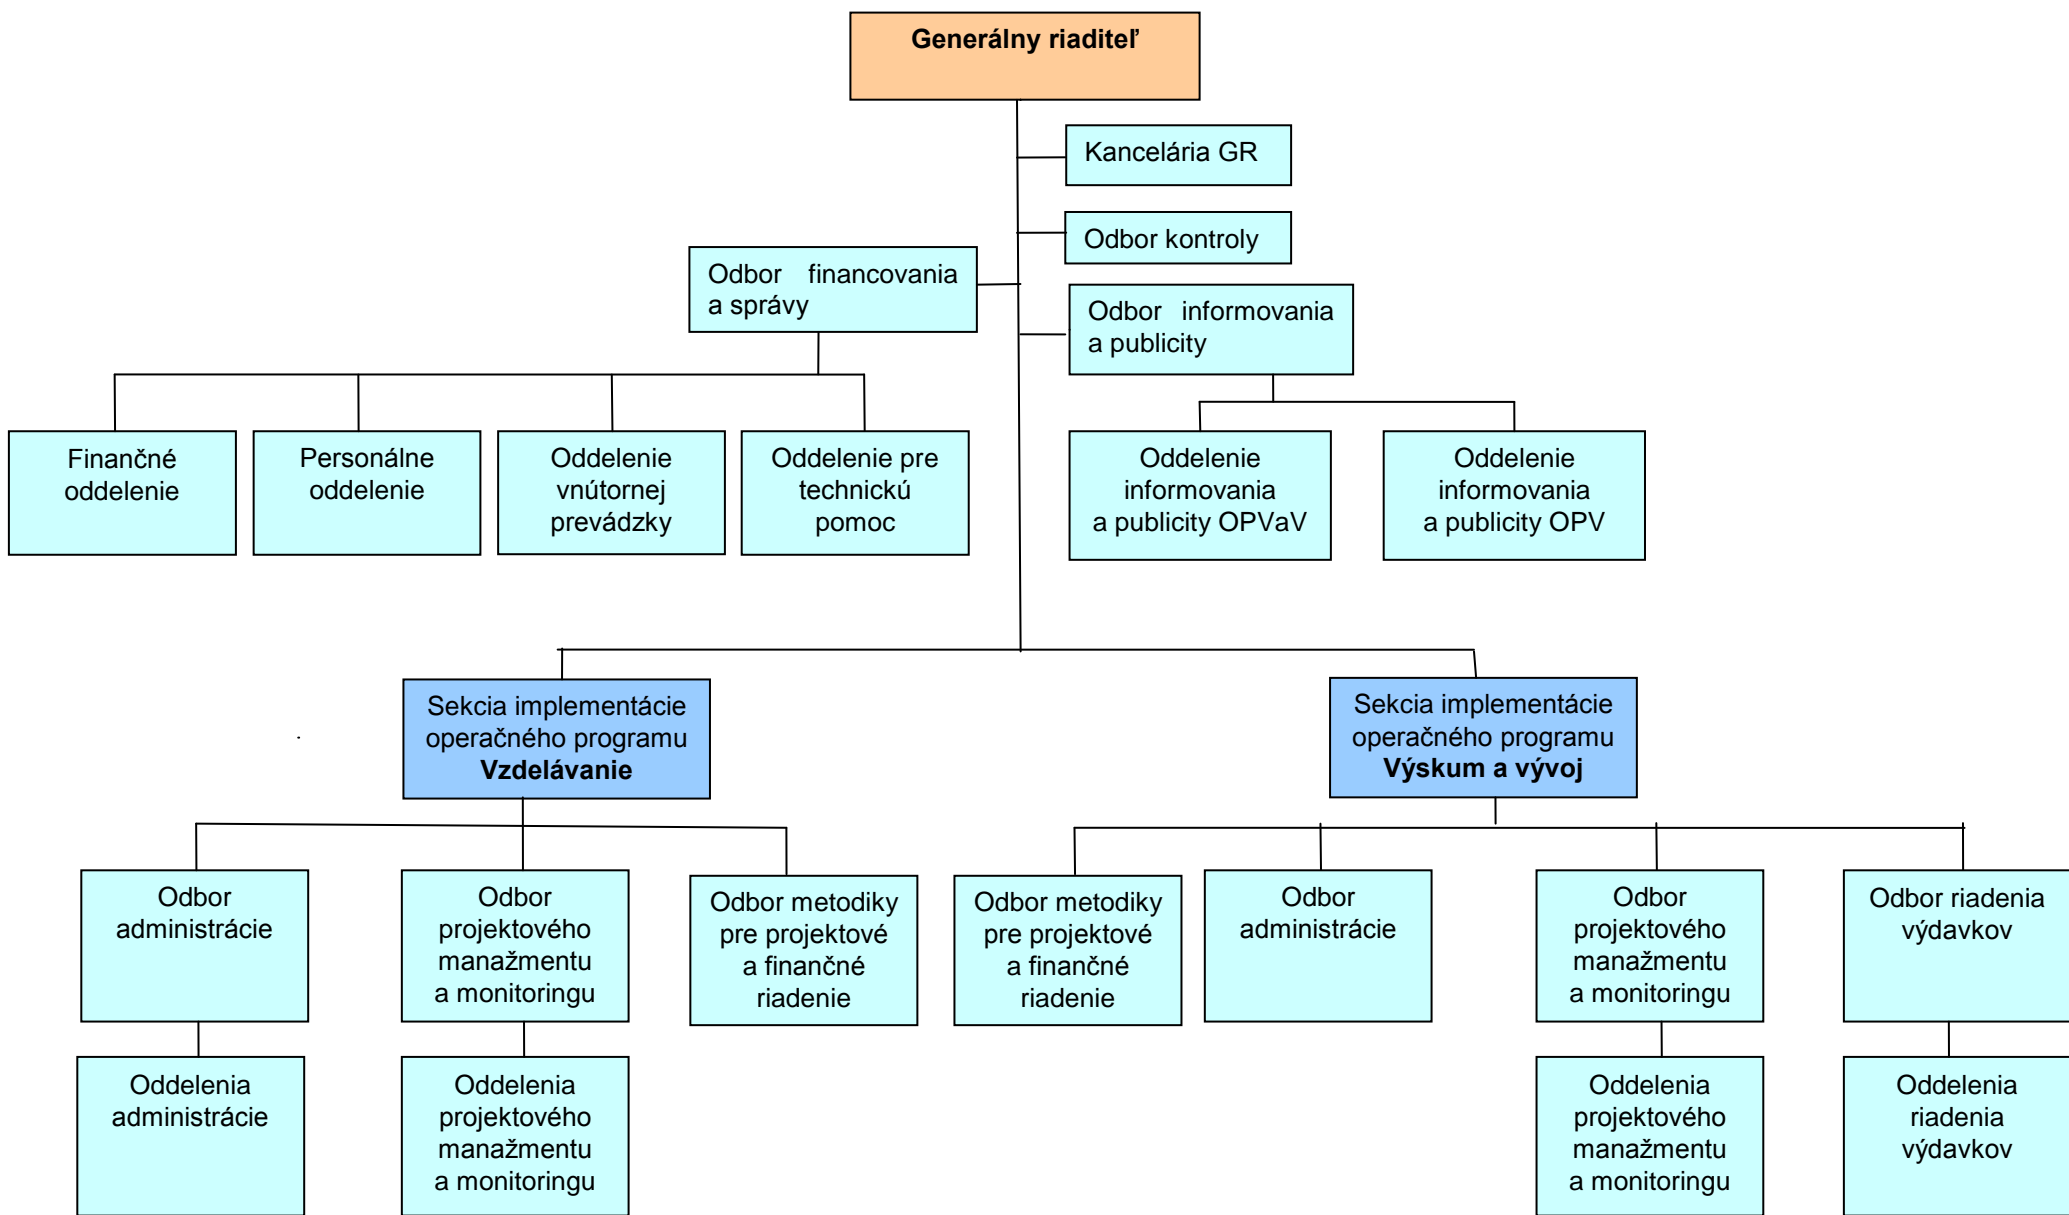 Generálny riaditeľ
Kancelária GR
Odbor kontroly
Odbor financovania
a správy
Odbor informovania
a publicity
Finančné
oddelenie
Personálne
oddelenie
Oddelenie
vnútornej
prevádzky
Oddelenie pre
technickú
pomoc
Oddelenie
informovania
a publicity OPVaV
Oddelenie
informovania
a publicity OPV
Sekcia implementácie
operačného programu
Vzdelávanie
Sekcia implementácie
operačného programu
Výskum a vývoj
Odbor
administrácie
Odbor
projektového
manažmentu
a monitoringu
Odbor metodiky
pre projektové
a finančné
riadenie
Odbor metodiky
pre projektové
a finančné
riadenie
Odbor
administrácie
Odbor
projektového
manažmentu
a monitoringu
Odbor riadenia
výdavkov
Oddelenia
administrácie
Oddelenia
projektového
manažmentu
a monitoringu
Oddelenia
projektového
manažmentu
a monitoringu
Oddelenia
riadenia
výdavkov